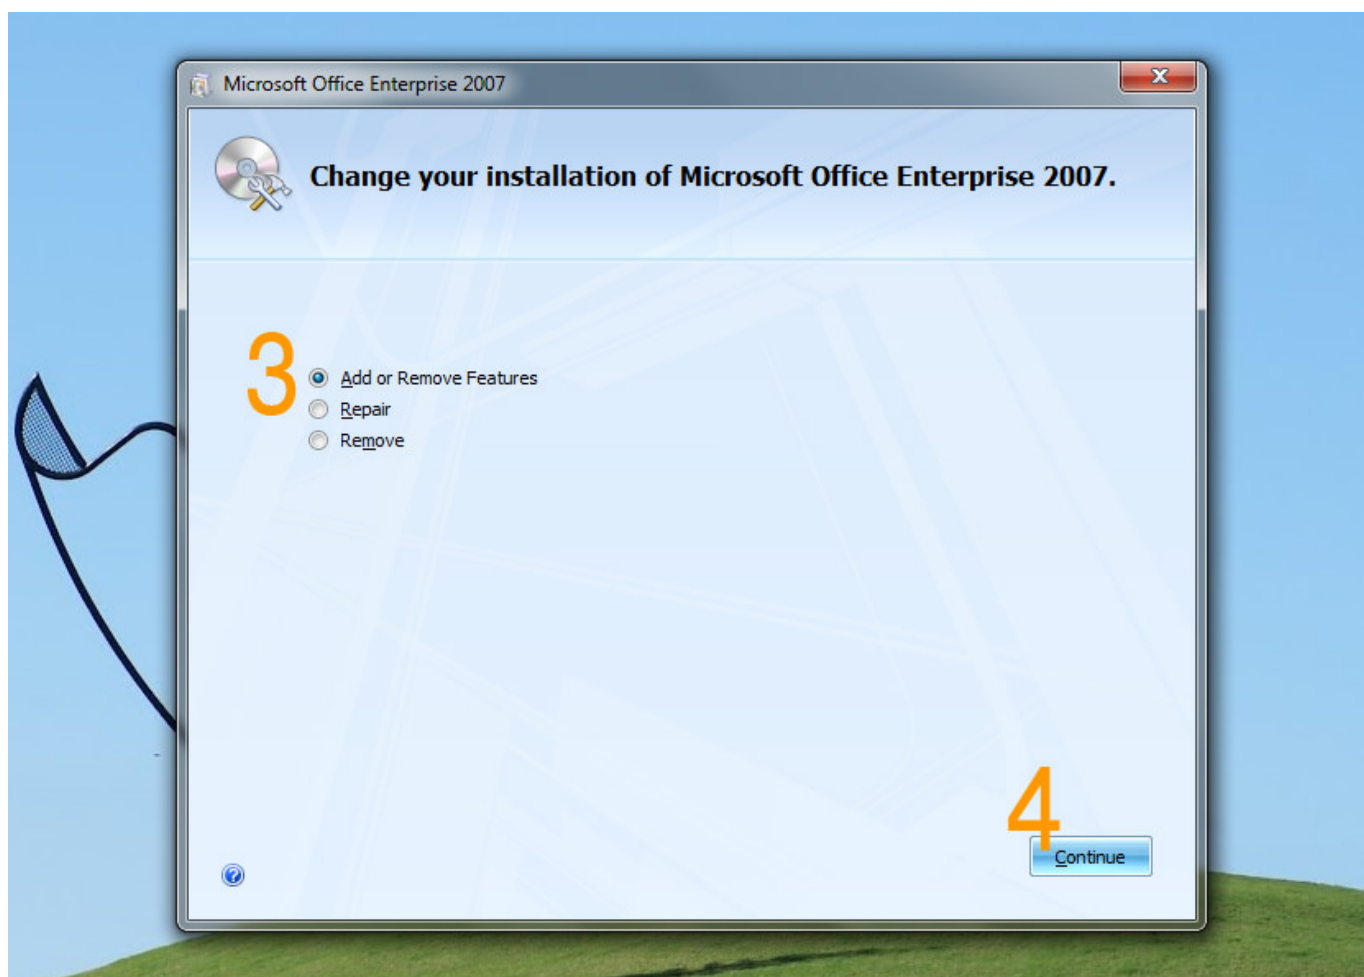 Microsoft Office Enterprise 2007
Change your installation of Microsoft Office Enterprise 2007.
3
Add or Remove Features
Repair
Remove
4
Continue